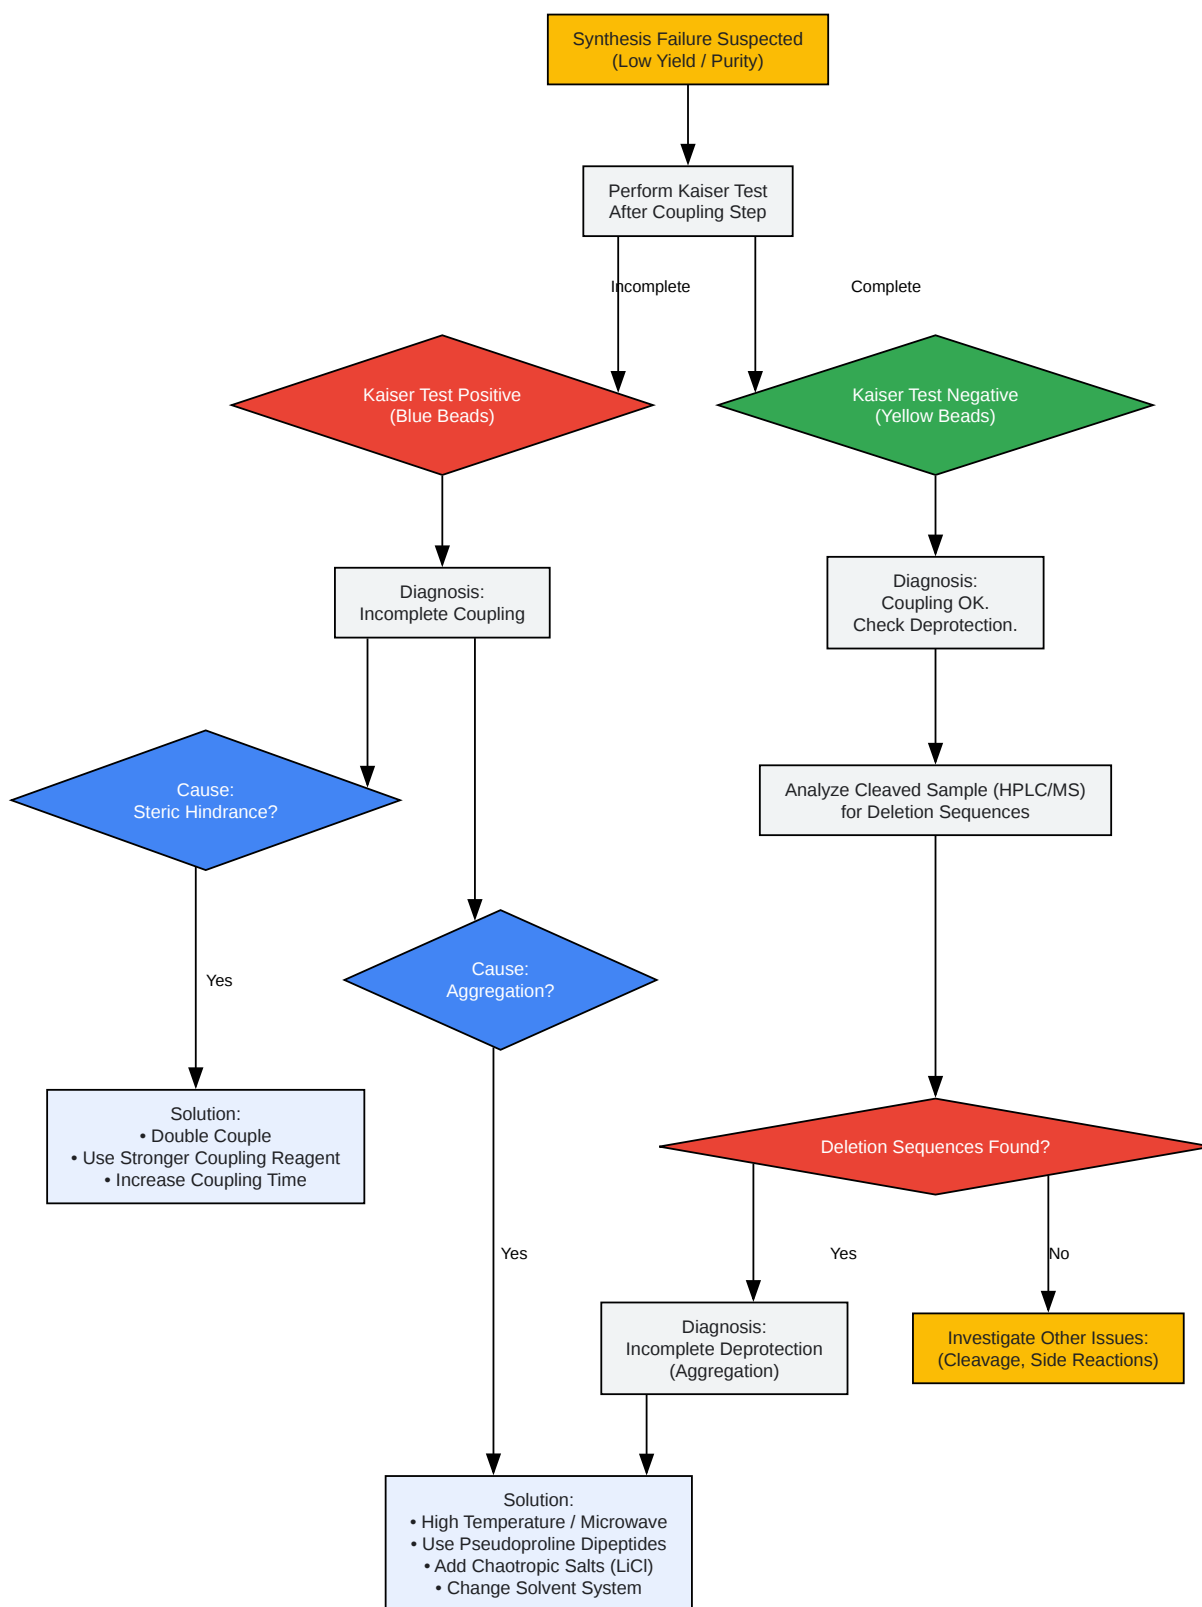 Synthesis Failure Suspected
(Low Yield / Purity)
Perform Kaiser Test
After Coupling Step
Incomplete
Complete
Kaiser Test Positive
(Blue Beads)
Kaiser Test Negative
(Yellow Beads)
Diagnosis:
Incomplete Coupling
Diagnosis:
Coupling OK.
Check Deprotection.
Cause:
Steric Hindrance?
Analyze Cleaved Sample (HPLC/MS)
for Deletion Sequences
Cause:
Aggregation?
Yes
Solution:
• Double Couple
• Use Stronger Coupling Reagent
• Increase Coupling Time
Deletion Sequences Found?
Yes
Yes
No
Diagnosis:
Incomplete Deprotection
(Aggregation)
Investigate Other Issues:
(Cleavage, Side Reactions)
Solution:
• High Temperature / Microwave
• Use Pseudoproline Dipeptides
• Add Chaotropic Salts (LiCl)
• Change Solvent System